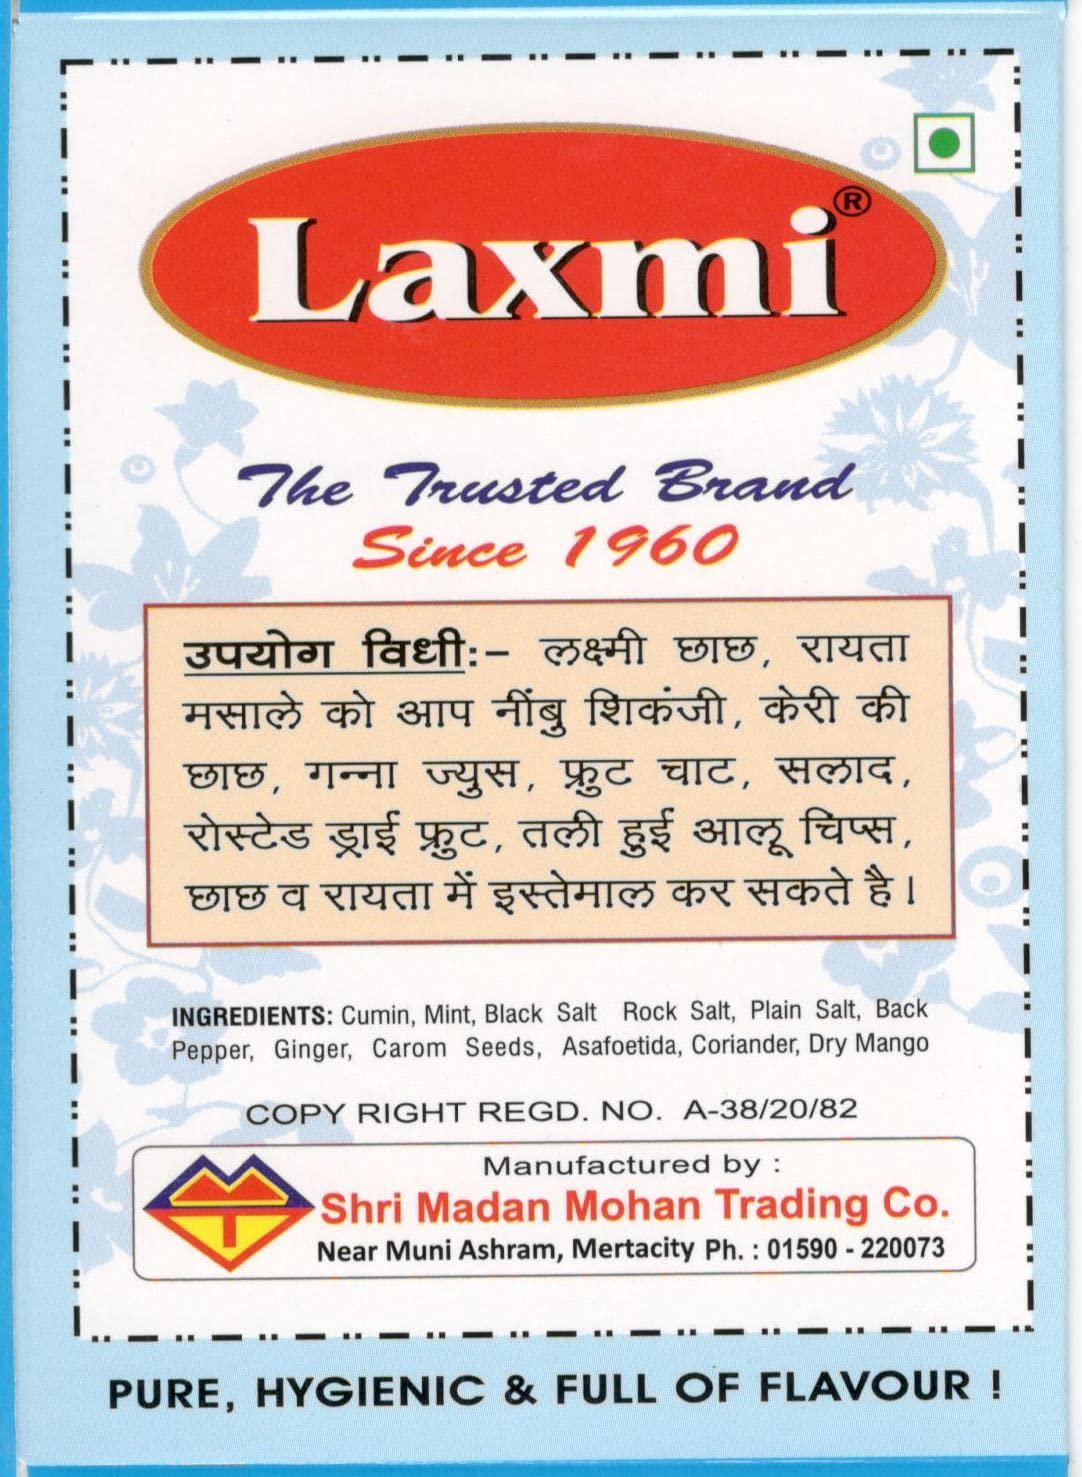 Laxmi®
The Trusted Brand
Since 1960
उपयोग विधी:– लक्ष्मी छाछ, रायता
मसाले को आप नींबु शिकंजी, केरी की
छाछ, गन्ना ज्युस, फ्रुट चाट, सलाद,
रोस्टेड ड्राई फ्रुट, तली हुई आलू चिप्स,
छाछ व रायता में इस्तेमाल कर सकते है।
INGREDIENTS: Cumin, Mint, Black Salt Rock Salt, Plain Salt, Back
Pepper, Ginger, Carom Seeds, Asafoetida, Coriander, Dry Mango
COPY RIGHT REGD. NO. A-38/20/82
Manufactured by :
Shri Madan Mohan Trading Co.
Near Muni Ashram, Mertacity Ph. : 01590 - 220073
PURE, HYGIENIC & FULL OF FLAVOUR !